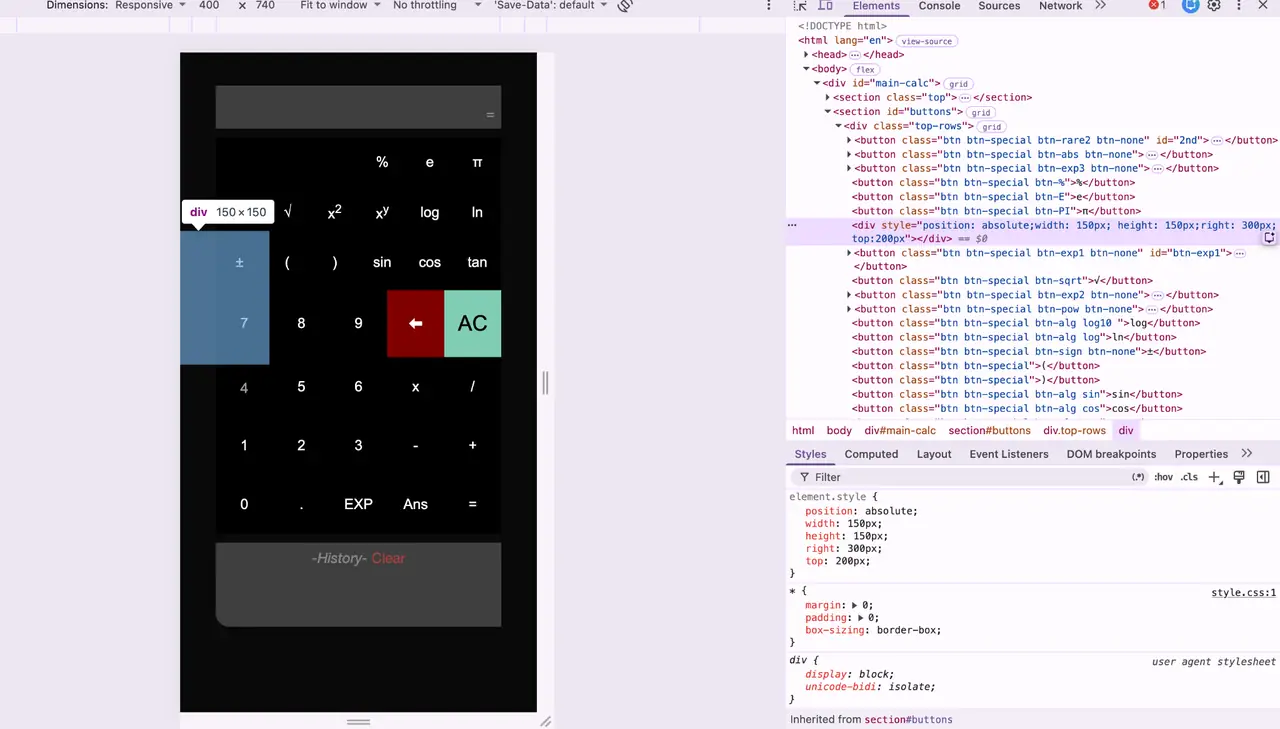 Dimensions: Responsive 400 x 740 Fit to window No throttling 'Save-Data': default
Elements Console Sources Network 1
=
% e π
√ x2 xy log ln
div 150×150
± ( ) sin cos tan
7 8 9 AC
4 5 6 x /
1 2 3 - +
0 . EXP Ans =
-History- Clear
<!DOCTYPE html>
<html lang="en"> view-source
<head> … </head>
<body> flex
<div id="main-calc"> grid
<section class="top"> … </section>
<section id="buttons"> grid
<div class="top-rows"> grid
<button class="btn btn-special btn-rare2 btn-none" id="2nd"> … </button>
<button class="btn btn-special btn-abs btn-none"> … </button>
<button class="btn btn-special btn-exp3 btn-none"> … </button>
<button class="btn btn-special btn-%">%</button>
<button class="btn btn-special btn-E">e</button>
<button class="btn btn-special btn-PI">π</button>
<div style="position: absolute;width: 150px; height: 150px;right: 300px;
top:200px"></div> == $0
<button class="btn btn-special btn-exp1 btn-none" id="btn-exp1"> …
</button>
<button class="btn btn-special btn-sqrt">√</button>
<button class="btn btn-special btn-exp2 btn-none"> … </button>
<button class="btn btn-special btn-pow btn-none"> … </button>
<button class="btn btn-special btn-alg log10 ">log</button>
<button class="btn btn-special btn-alg log">ln</button>
<button class="btn btn-special btn-sign btn-none">±</button>
<button class="btn btn-special">(</button>
<button class="btn btn-special">)</button>
<button class="btn btn-special btn-alg sin">sin</button>
<button class="btn btn-special btn-alg cos">cos</button>
html body div#main-calc section#buttons div.top-rows div
Styles Computed Layout Event Listeners DOM breakpoints Properties
Filter (.*) :hov .cls
element.style {
position: absolute;
width: 150px;
height: 150px;
right: 300px;
top: 200px;
}
* { style.css:1
margin: 0;
padding: 0;
box-sizing: border-box;
}
div { user agent stylesheet
display: block;
unicode-bidi: isolate;
}
Inherited from section#buttons